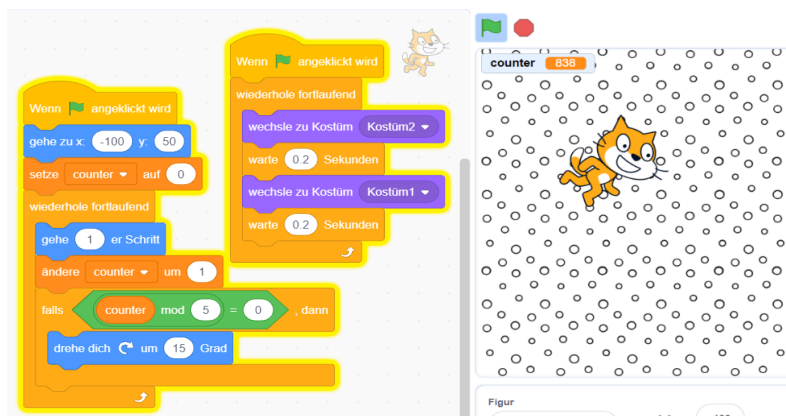 Wenn angeklickt wird
gehe zu x: -100 y: 50
setze counter auf 0
wiederhole fortlaufend
gehe 1 er Schritt
ändere counter um 1
falls counter mod 5 = 0 , dann
drehe dich um 15 Grad
Wenn angeklickt wird
wiederhole fortlaufend
wechsle zu Kostüm Kostüm2
warte 0.2 Sekunden
wechsle zu Kostüm Kostüm1
warte 0.2 Sekunden
counter 838
Figur